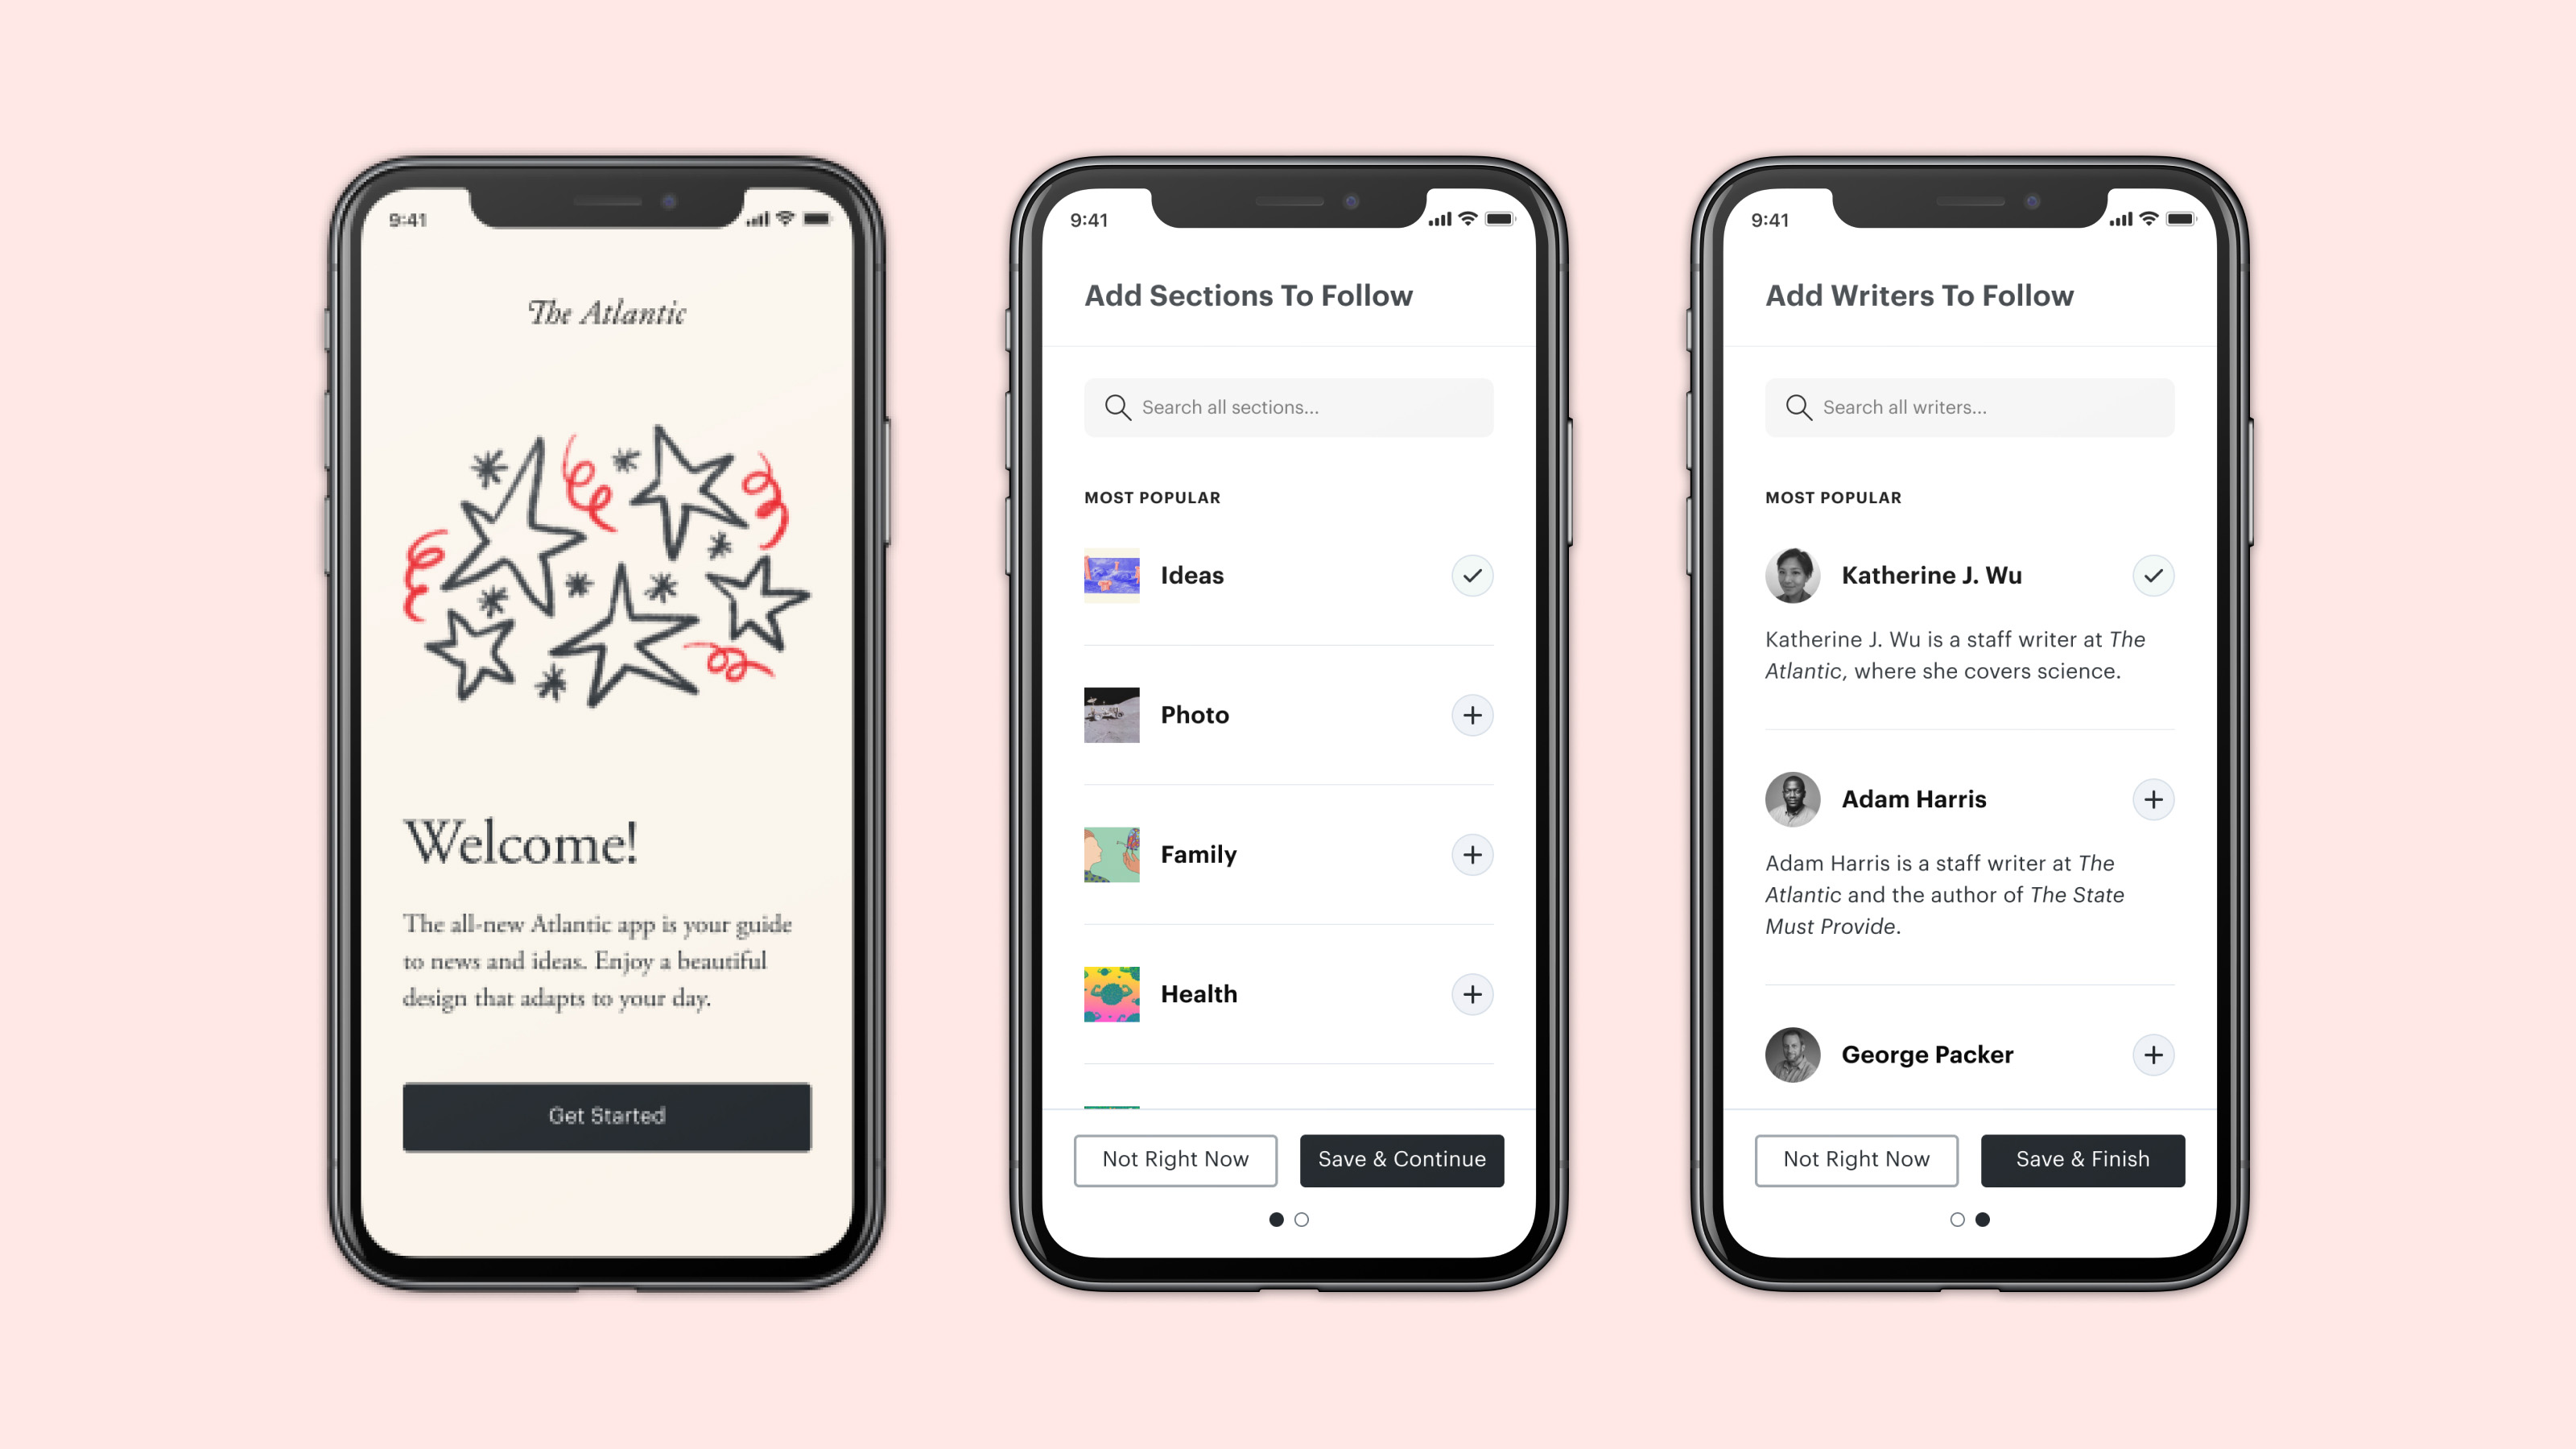 9:41
The Atlantic
Welcome!
The all-new Atlantic app is your guide
to news and ideas. Enjoy a beautiful
design that adapts to your day.
Get Started
9:41
Add Sections To Follow
Search all sections...
MOST POPULAR
Ideas
Photo
Family
Health
Not Right Now
Save & Continue
9:41
Add Writers To Follow
Search all writers...
MOST POPULAR
Katherine J. Wu
Katherine J. Wu is a staff writer at The
Atlantic, where she covers science.
Adam Harris
Adam Harris is a staff writer at The
Atlantic and the author of The State
Must Provide.
George Packer
Not Right Now
Save & Finish